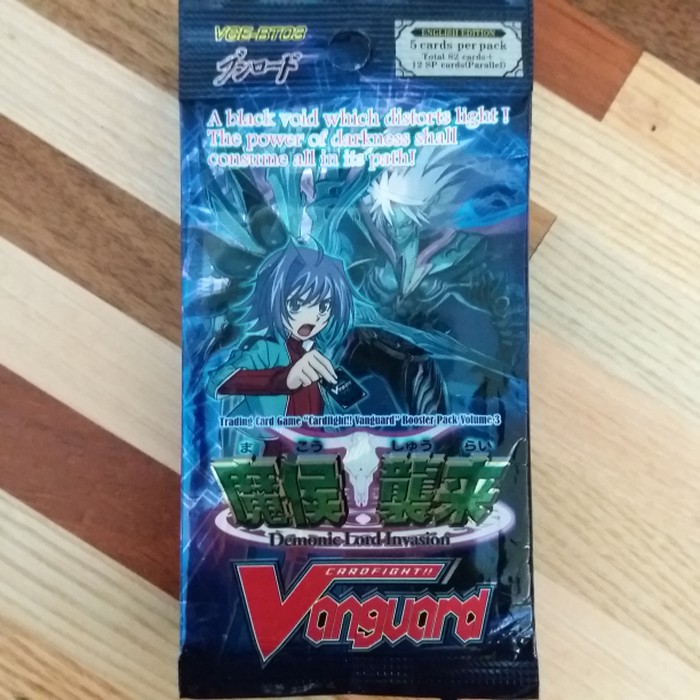 VGE-BT03
ブシロード
ENGLISH EDITION
5 cards per pack
Total 82 cards+
12 SP cards(Parallel)
A black void which distorts light !
The power of darkness shall
consume all in its path!
Trading Card Game "Cardfight!! Vanguard" Booster Pack Volume 3
ま こう しゅう らい
魔侯襲来
Demonic Lord Invasion
CARDFIGHT!!
Vanguard